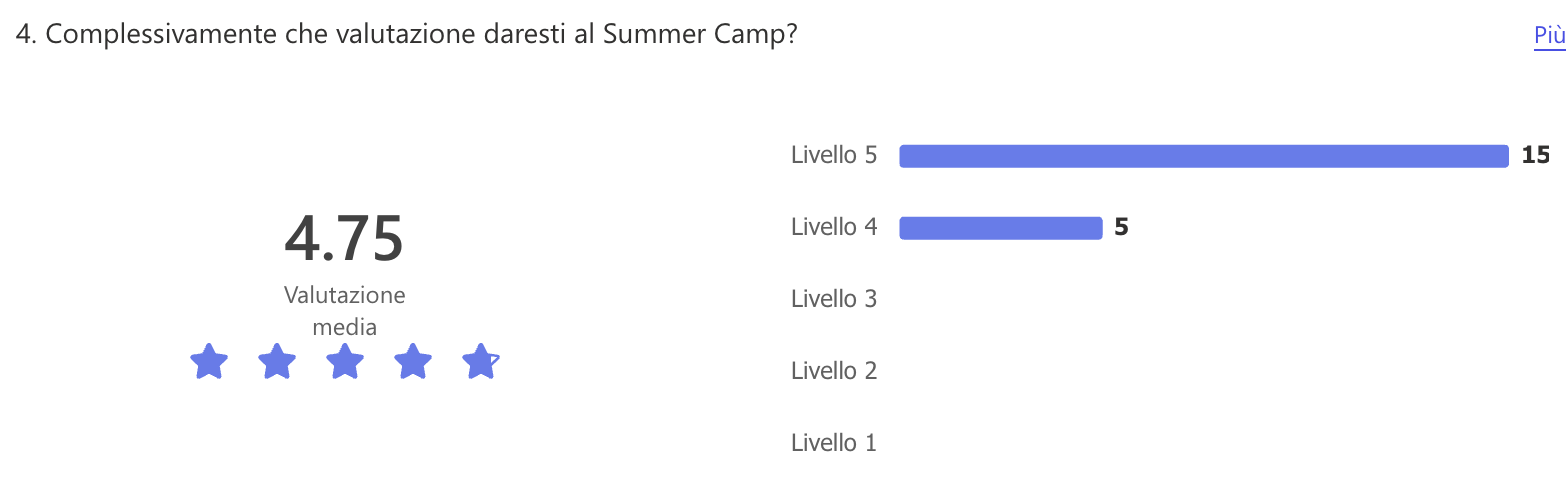 4. Complessivamente che valutazione daresti al Summer Camp?
Più
4.75
Valutazione
media
Livello 5
15
Livello 4
5
Livello 3
Livello 2
Livello 1